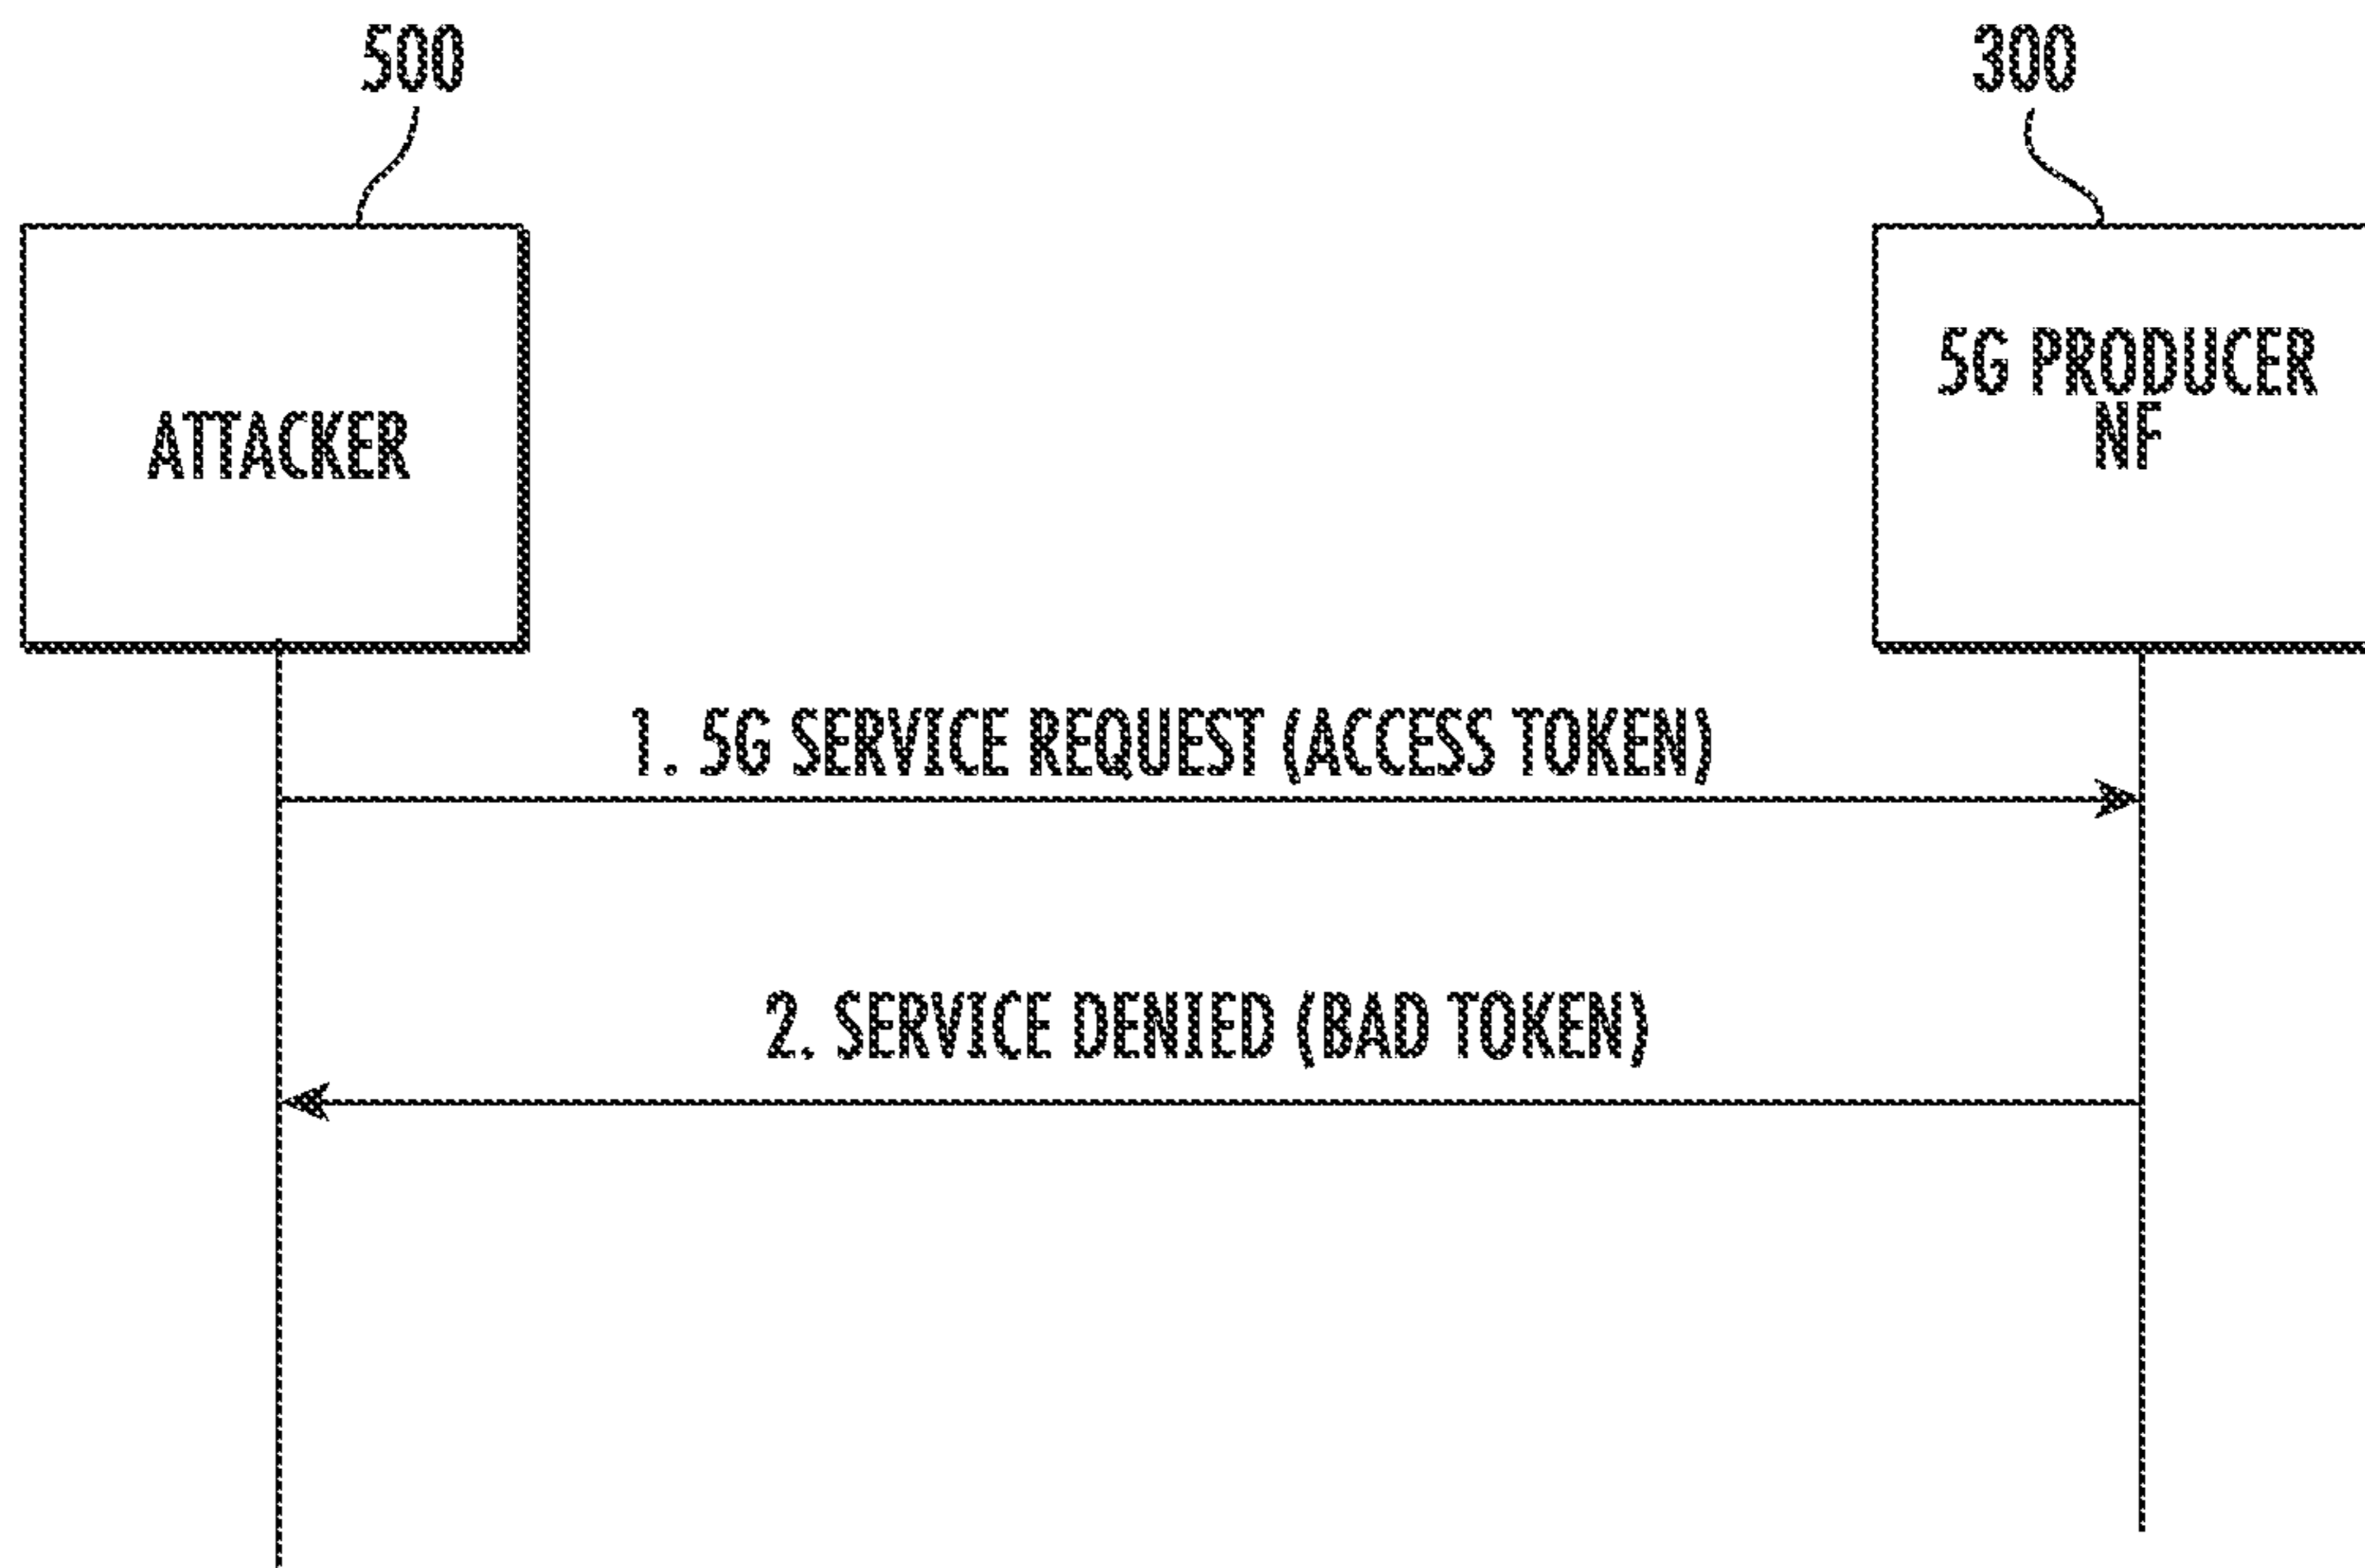 500
300
ATTACKER
5G PRODUCER
NF
1. 5G SERVICE REQUEST (ACCESS TOKEN)
2. SERVICE DENIED (BAD TOKEN)